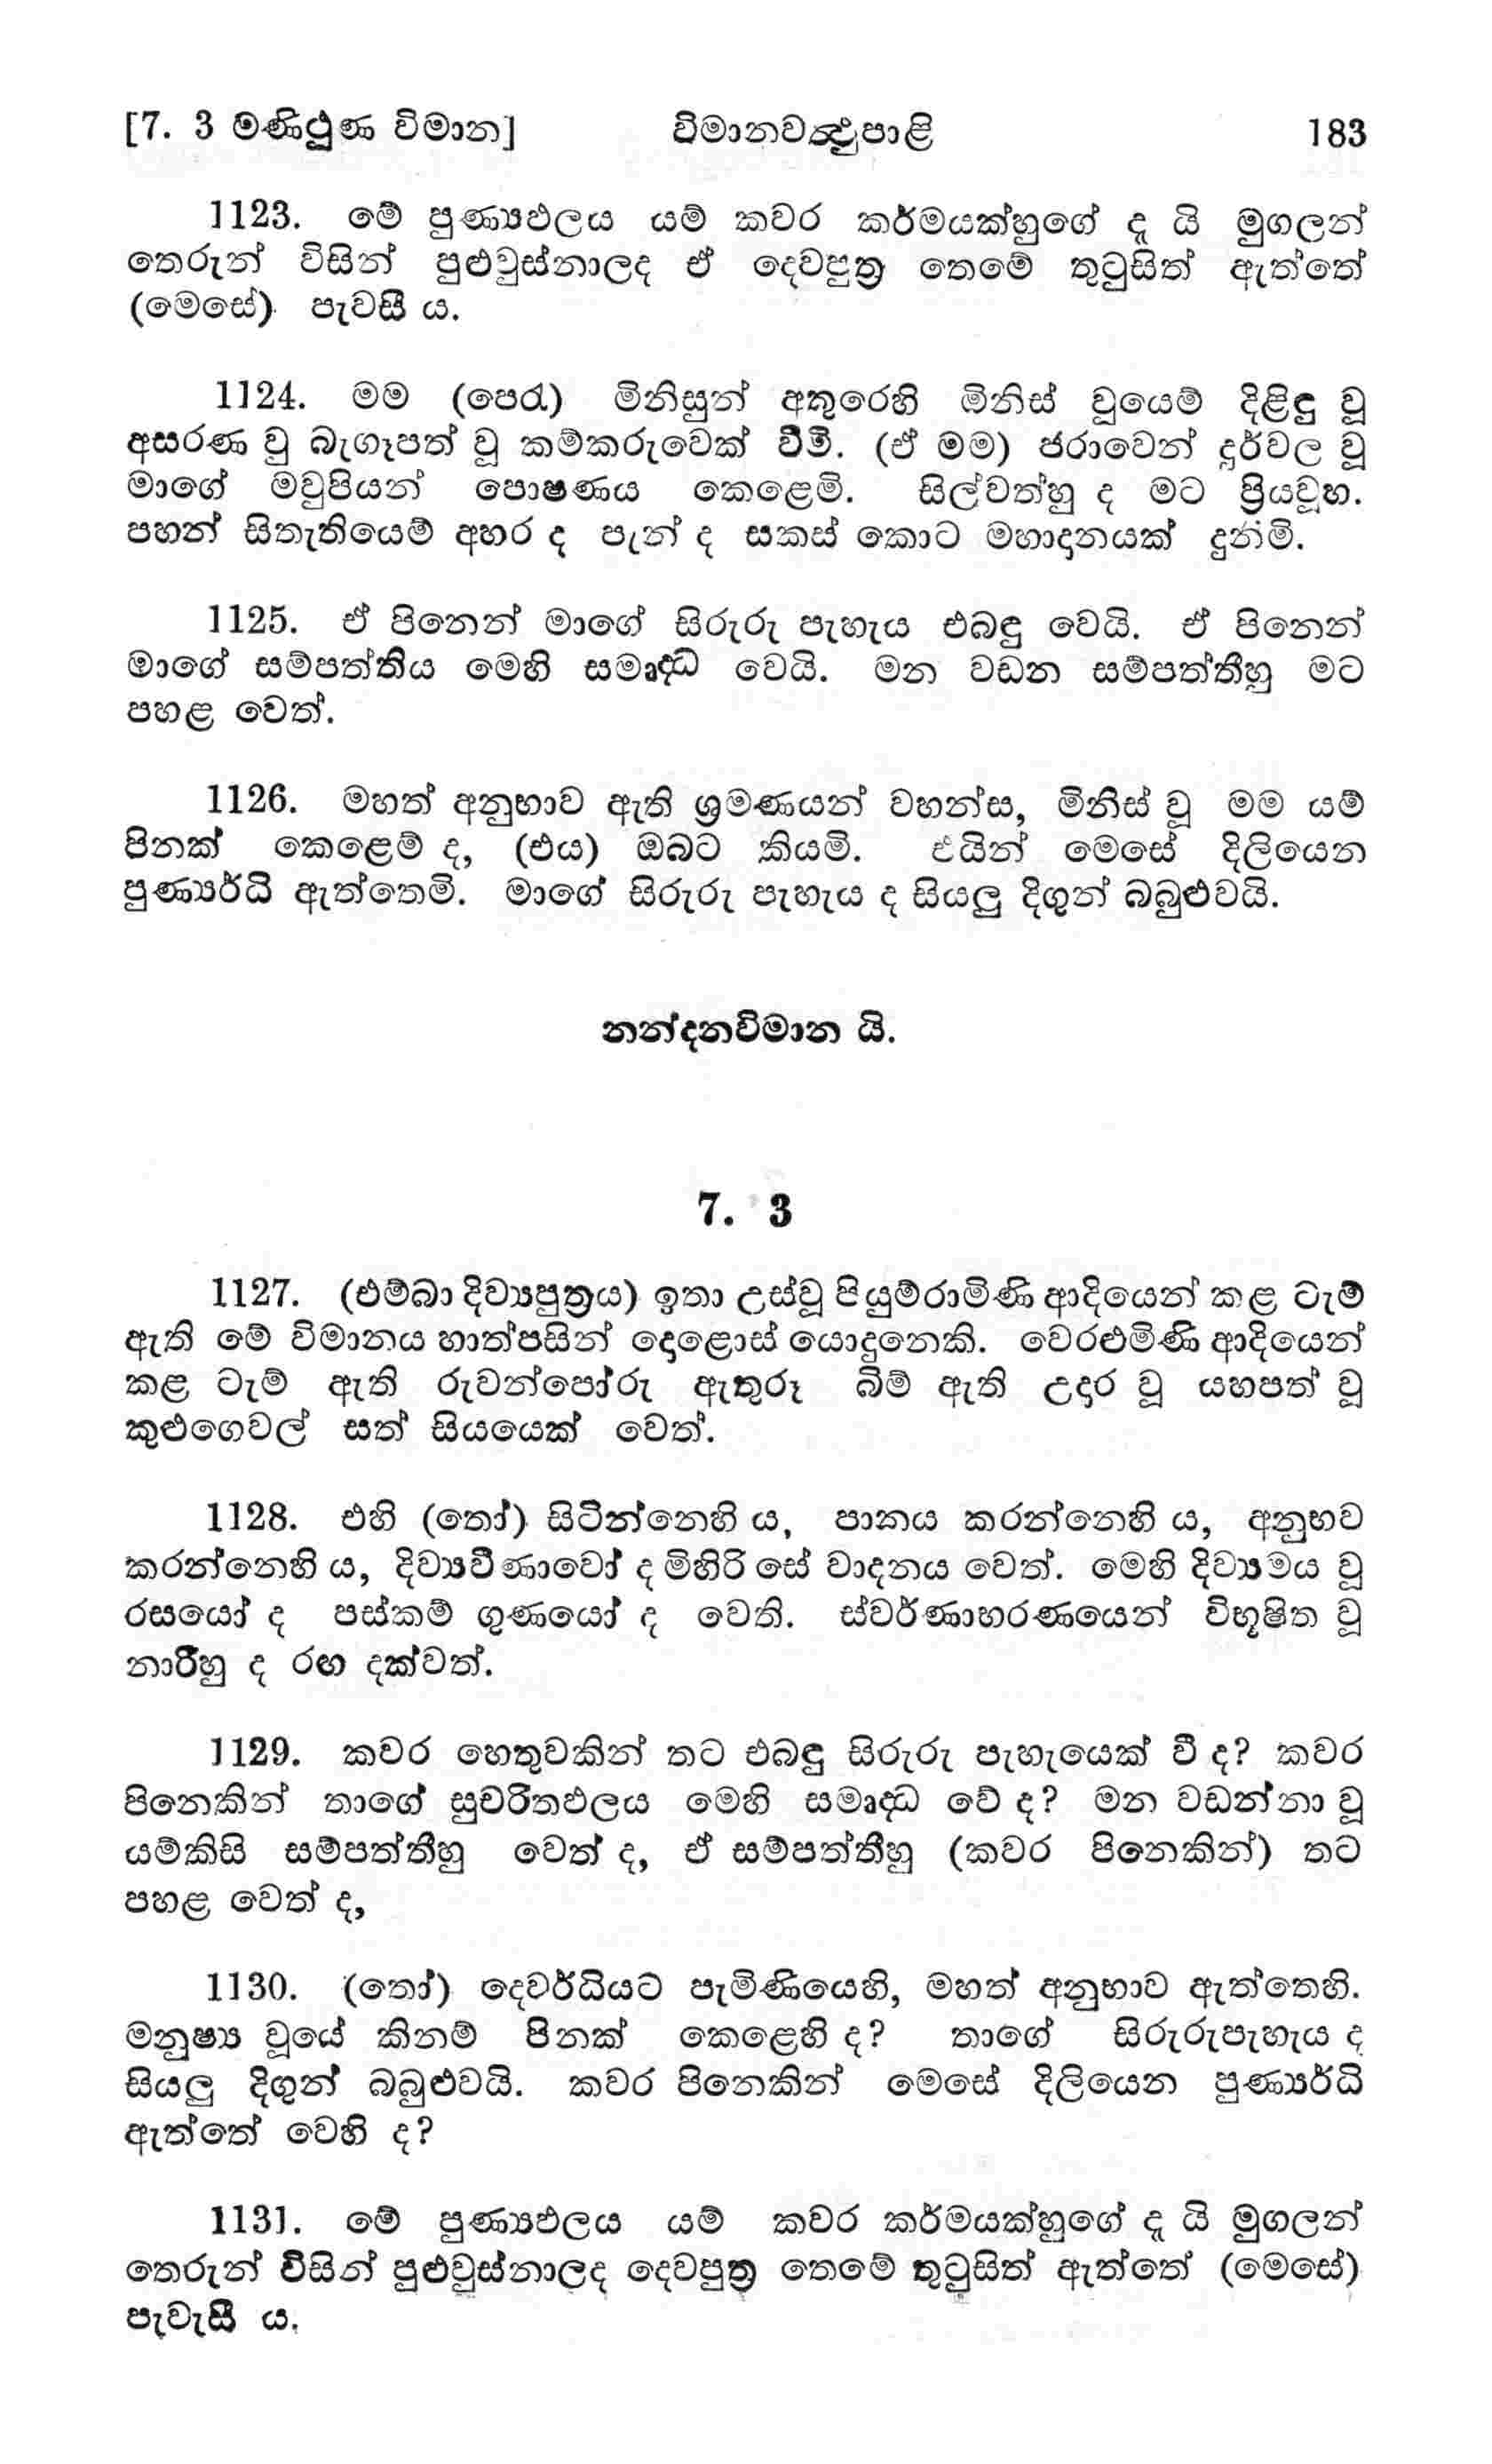 [7. 3 මණිථූණ විමාන] විමානවත්‍ථුපාළි 183
1123. මේ පුණ්‍යඵලය යම් කවර කර්මයක්හුගේ දැ යි මුගලන්
තෙරුන් විසින් පුළුවුස්නාලද ඒ දෙවපුත්‍ර තෙමේ තුටුසිත් ඇත්තේ
(මෙසේ) පැවසී ය.
1124. මම (පෙරැ) මිනිසුන් අතුරෙහි මිනිස් වූයෙම් දිළිඳු වූ
අසරණ වු බැගෑපත් වූ කම්කරුවෙක් වීමි. (ඒ මම) ජරාවෙන් දුර්වල වූ
මාගේ මවුපියන් පොෂණය කෙළෙමි. සිල්වත්හු ද මට ප්‍රියවූහ.
පහන් සිතැතියෙම් අහර ද පැන් ද සකස් කොට මහාදානයක් දුනිමි.
1125. ඒ පිනෙන් මාගේ සිරුරු පැහැය එබඳු වෙයි. ඒ පිනෙන්
මාගේ සම්පත්තිය මෙහි සමෘද්ධි වෙයි. මන වඩන සම්පත්තීහු මට
පහළ වෙත්.
1126. මහත් අනුභාව ඇති ශ්‍රමණයන් වහන්ස, මිනිස් වූ මම යම්
පිනක් කෙළෙම් ද, (එය) ඔබට කියමි. එයින් මෙසේ දිලියෙන
පුණ්‍යර්ධි ඇත්තෙමි. මාගේ සිරුරු පැහැය ද සියලු දිගුන් බබුළුවයි.
නන්දනවිමාන යි.
7. 3
1127. (එම්බා දිව්‍යපුත්‍රය) ඉතා උස්වූ පියුම්රාමිණි ආදියෙන් කළ ටැම්
ඇති මේ විමානය හාත්පසින් දොළොස් යොදුනෙකි. වෙරළුමිණි ආදියෙන්
කළ ටැම් ඇති රුවන්පෝරු ඇතුරූ බිම් ඇති උදාර වූ යහපත් වූ
කුළුගෙවල් සත් සියයෙක් වෙත්.
1128. එහි (තෝ) සිටින්නෙහි ය, පානය කරන්නෙහි ය, අනුභව
කරන්නෙහි ය, දිව්‍යවීණාවෝ ද මිහිරි සේ වාදනය වෙත්. මෙහි දිව්‍යමය වූ
රසයෝ ද පස්කම් ගුණයෝ ද වෙති. ස්වර්ණාභරණයෙන් විභූෂිත වූ
නාරීහු ද රඟ දක්වත්.
1129. කවර හෙතුවකින් තට එබඳු සිරුරු පැහැයෙක් වී ද? කවර
පිනෙකින් තාගේ සුචරිතඵලය මෙහි සමෘද්ධ වේ ද? මන වඩන්නා වූ
යම්කිසි සම්පත්තීහු වෙත් ද, ඒ සම්පත්තීහු (කවර පිනෙකින්) තට
පහළ වෙත් ද,
1130. (තෝ) දෙවර්ධියට පැමිණියෙහි, මහත් අනුභාව ඇත්තෙහි.
මනුෂ්‍ය වූයේ කිනම් පිනක් කෙළෙහි ද? තාගේ සිරුරුපැහැය ද
සියලු දිගුන් බබුළුවයි. කවර පිනෙකින් මෙසේ දිලියෙන පුණ්‍යර්ධි
ඇත්තේ වෙහි ද?
1131. මේ පුණ්‍යඵලය යම් කවර කර්මයක්හුගේ දැ යි මුගලන්
තෙරුන් විසින් පුළුවුස්නාලද දෙවපුත්‍ර තෙමේ තුටුසිත් ඇත්තේ (මෙසේ)
පැවැසී ය.